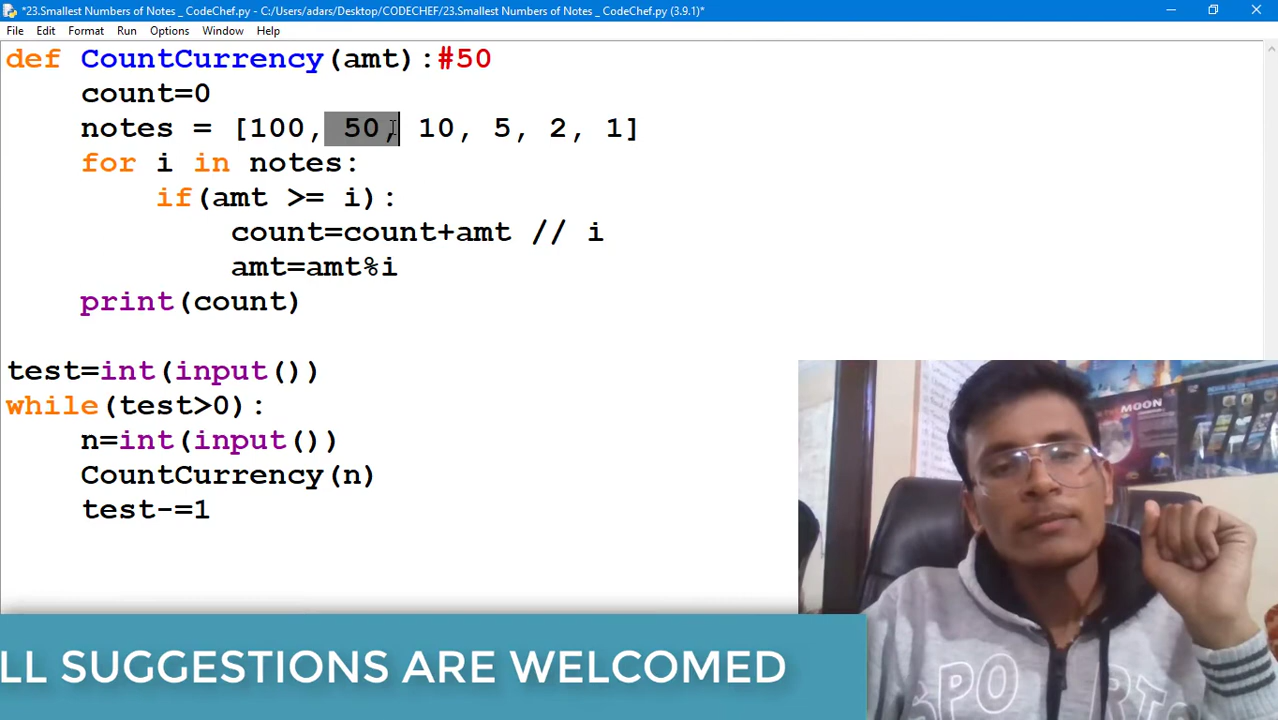 *23.Smallest Numbers of Notes _ CodeChef.py - C:/Users/adars/Desktop/CODECHEF/23.Smallest Numbers of Notes _ CodeChef.py (3.9.1)*
File Edit Format Run Options Window Help
def CountCurrency(amt):#50
    count=0
    notes = [100, 50, 10, 5, 2, 1]
    for i in notes:
        if(amt >= i):
            count=count+amt // i
            amt=amt%i
    print(count)
test=int(input())
while(test>0):
    n=int(input())
    CountCurrency(n)
    test-=1
MOON
SPORTS
LL SUGGESTIONS ARE WELCOMED